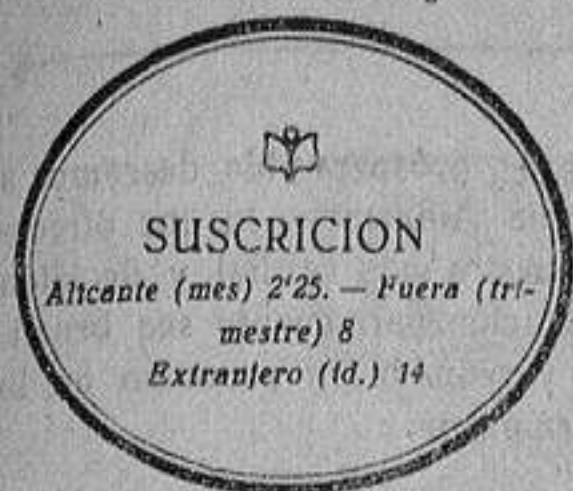 SUSCRICION
Alicante (mes) 2'25. — Fuera (tri-
mestre) 8
Extranjero (id.) 14